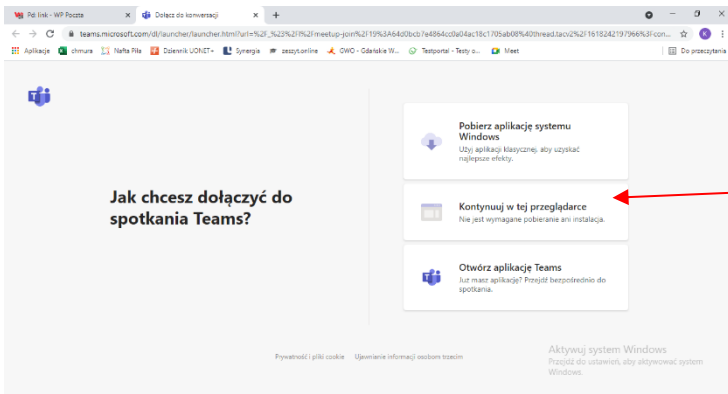 Pd: link - WP Poczta
Dołącz do konwersacji
teams.microsoft.com/dl/launcher/launcher.html?url=%2F_%23%2Fl%2Fmeetup-join%2F19%3A64d0bcb7e4864cc0a04ac18c1705ab08%40thread.tacv2%2F1618242197966%3Fcon...
K
Aplikacje chmura Nafta Piła Dziennik UONET+ Synergia zeszyt.online GWO - Gdańskie W... Testportal - Testy o... Meet Do przeczytania
Pobierz aplikację systemu
Windows
Użyj aplikacji klasycznej, aby uzyskać
najlepsze efekty.
Jak chcesz dołączyć do
spotkania Teams?
Kontynuuj w tej przeglądarce
Nie jest wymagane pobieranie ani instalacja.
Otwórz aplikację Teams
Już masz aplikację? Przejdź bezpośrednio do
spotkania.
Prywatność i pliki cookie Ujawnianie informacji osobom trzecim
Aktywuj system Windows
Przejdź do ustawień, aby aktywować system
Windows.